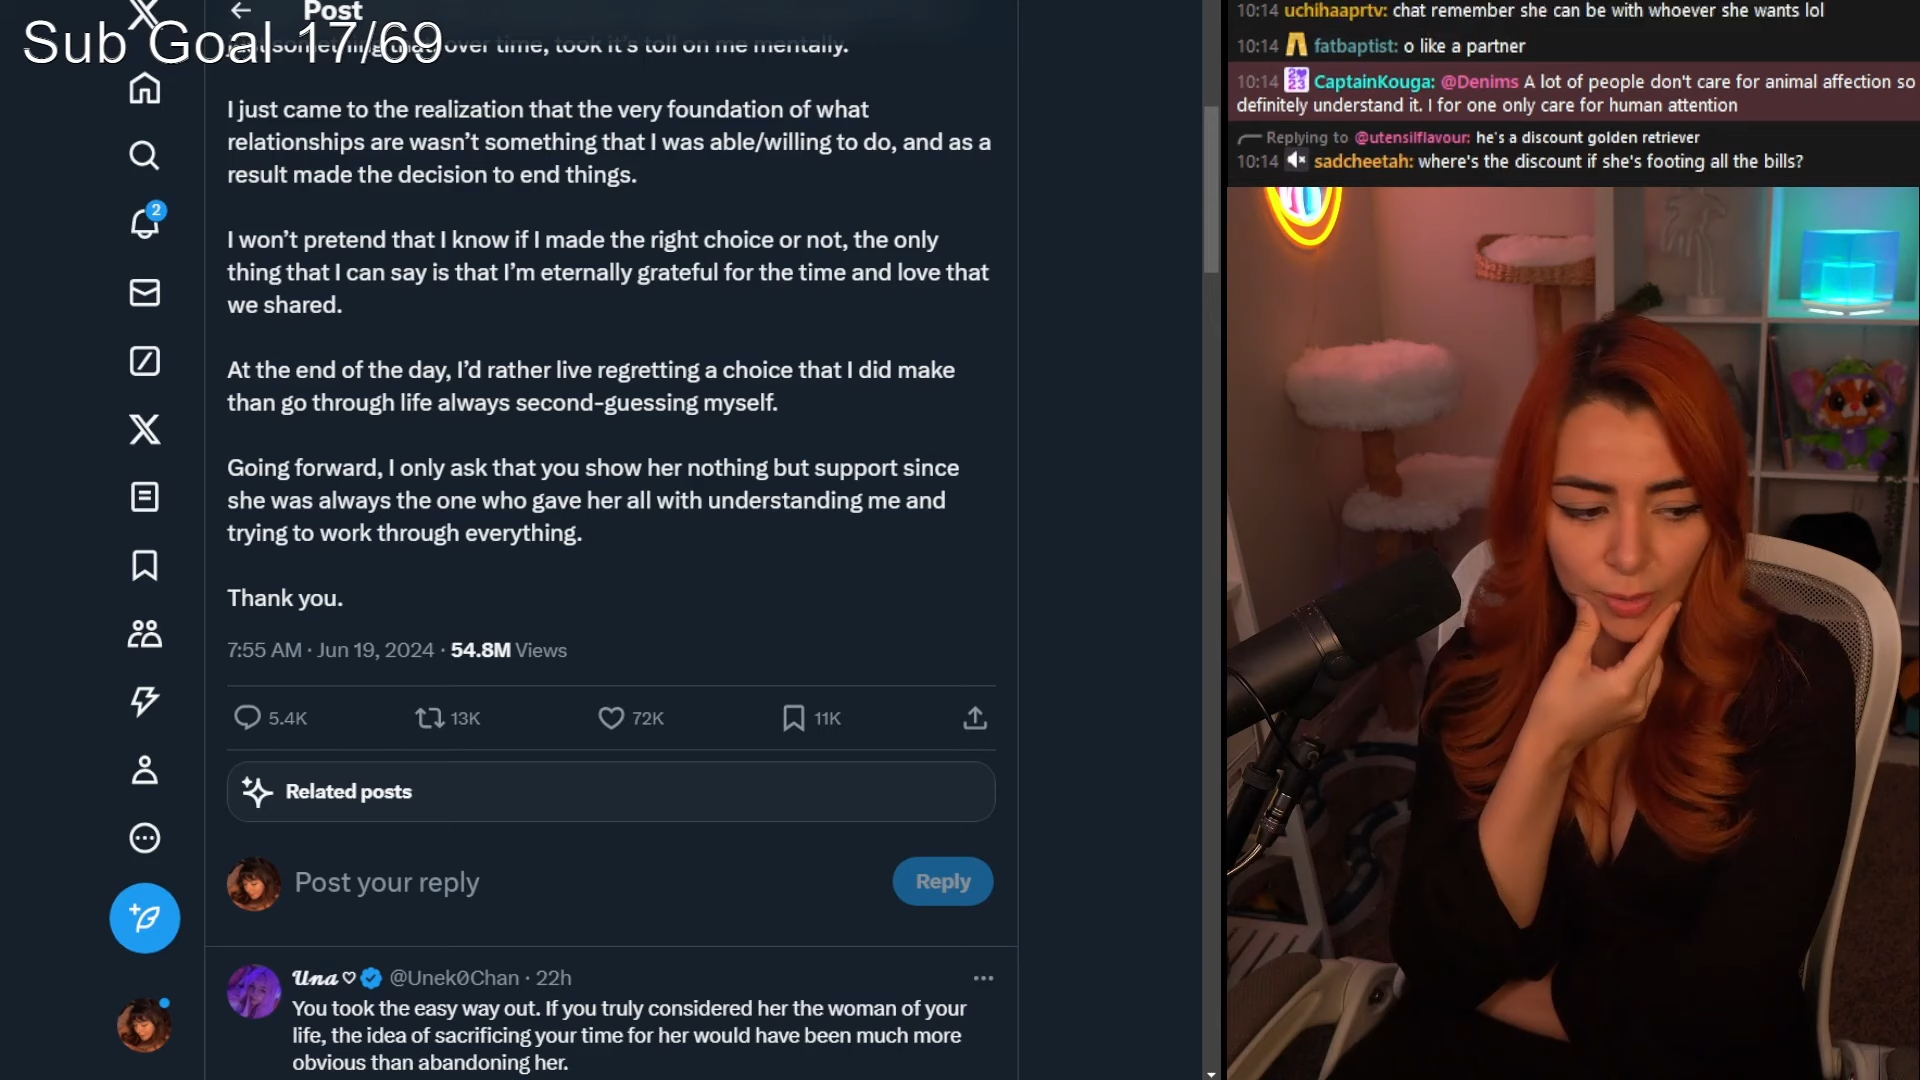 Post
Sub Goal 17/69
just something that, over time, took it's toll on me mentally.
I just came to the realization that the very foundation of what
relationships are wasn’t something that I was able/willing to do, and as a
result made the decision to end things.
I won’t pretend that I know if I made the right choice or not, the only
thing that I can say is that I’m eternally grateful for the time and love that
we shared.
At the end of the day, I’d rather live regretting a choice that I did make
than go through life always second-guessing myself.
Going forward, I only ask that you show her nothing but support since
she was always the one who gave her all with understanding me and
trying to work through everything.
Thank you.
7:55 AM · Jun 19, 2024 · 54.8M Views
5.4K 13K 72K 11K
Related posts
Post your reply
Reply
Una♡ @Unek0Chan · 22h
You took the easy way out. If you truly considered her the woman of your
life, the idea of sacrificing your time for her would have been much more
obvious than abandoning her.
2
10:14 uchihaaprtv: chat remember she can be with whoever she wants lol
10:14 fatbaptist: o like a partner
10:14 CaptainKouga: @Denims A lot of people don't care for animal affection so
definitely understand it. I for one only care for human attention
Replying to @utensilflavour: he's a discount golden retriever
10:14 sadcheetah: where's the discount if she's footing all the bills?